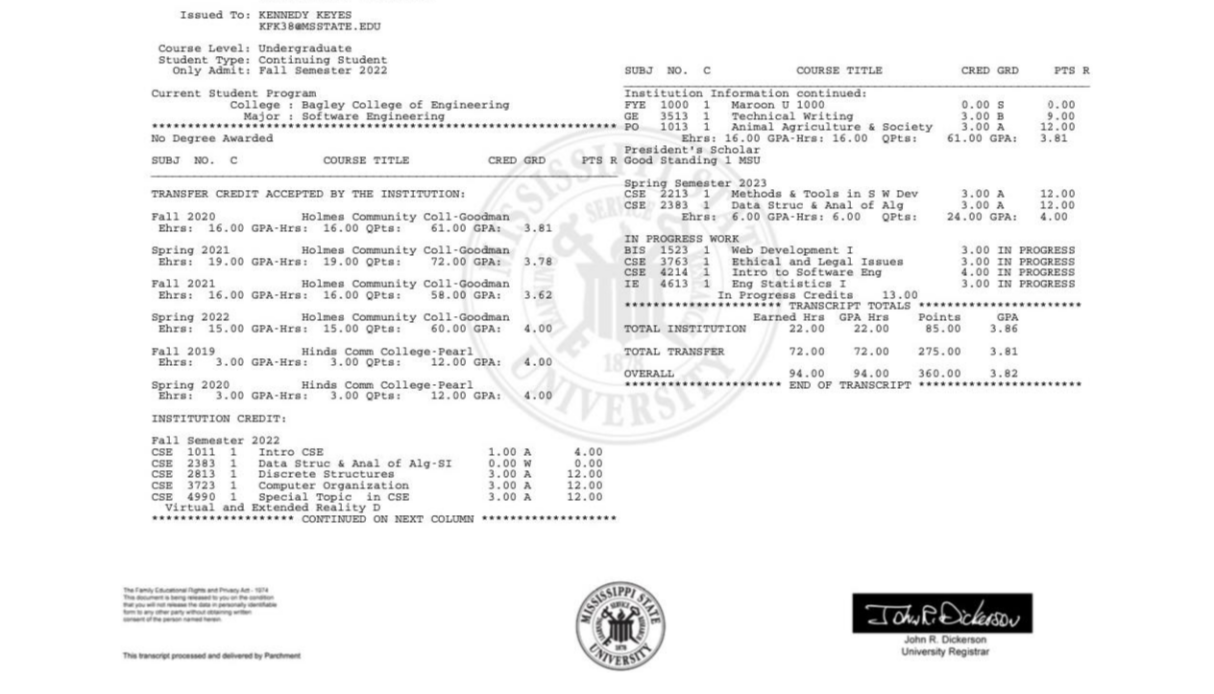 Issued To: KENNEDY KEYES
KFK38@MSSTATE.EDU
Course Level: Undergraduate
Student Type: Continuing Student
Only Admit: Fall Semester 2022
Current Student Program
College : Bagley College of Engineering
Major : Software Engineering
******************************************************************
No Degree Awarded
SUBJ NO. C COURSE TITLE CRED GRD PTS R
TRANSFER CREDIT ACCEPTED BY THE INSTITUTION:
Fall 2020 Holmes Community Coll-Goodman
Ehrs: 16.00 GPA-Hrs: 16.00 QPts: 61.00 GPA: 3.81
Spring 2021 Holmes Community Coll-Goodman
Ehrs: 19.00 GPA-Hrs: 19.00 QPts: 72.00 GPA: 3.78
Fall 2021 Holmes Community Coll-Goodman
Ehrs: 16.00 GPA-Hrs: 16.00 QPts: 58.00 GPA: 3.62
Spring 2022 Holmes Community Coll-Goodman
Ehrs: 15.00 GPA-Hrs: 15.00 QPts: 60.00 GPA: 4.00
Fall 2019 Hinds Comm College-Pearl
Ehrs: 3.00 GPA-Hrs: 3.00 QPts: 12.00 GPA: 4.00
Spring 2020 Hinds Comm College-Pearl
Ehrs: 3.00 GPA-Hrs: 3.00 QPts: 12.00 GPA: 4.00
INSTITUTION CREDIT:
Fall Semester 2022
CSE 1011 1 Intro CSE 1.00 A 4.00
CSE 2383 1 Data Struc & Anal of Alg-SI 0.00 W 0.00
CSE 2813 1 Discrete Structures 3.00 A 12.00
CSE 3723 1 Computer Organization 3.00 A 12.00
CSE 4990 1 Special Topic in CSE 3.00 A 12.00
Virtual and Extended Reality D
******************** CONTINUED ON NEXT COLUMN *******************
SUBJ NO. C COURSE TITLE CRED GRD PTS R
Institution Information continued:
FYE 1000 1 Maroon U 1000 0.00 S 0.00
GE 3513 1 Technical Writing 3.00 B 9.00
PO 1013 1 Animal Agriculture & Society 3.00 A 12.00
Ehrs: 16.00 GPA-Hrs: 16.00 QPts: 61.00 GPA: 3.81
President's Scholar
Good Standing 1 MSU
Spring Semester 2023
CSE 2213 1 Methods & Tools in S W Dev 3.00 A 12.00
CSE 2383 1 Data Struc & Anal of Alg 3.00 A 12.00
Ehrs: 6.00 GPA-Hrs: 6.00 QPts: 24.00 GPA: 4.00
IN PROGRESS WORK
BIS 1523 1 Web Development I 3.00 IN PROGRESS
CSE 3763 1 Ethical and Legal Issues 3.00 IN PROGRESS
CSE 4214 1 Intro to Software Eng 4.00 IN PROGRESS
IE 4613 1 Eng Statistics I 3.00 IN PROGRESS
In Progress Credits 13.00
********************** TRANSCRIPT TOTALS ***********************
Earned Hrs GPA Hrs Points GPA
TOTAL INSTITUTION 22.00 22.00 85.00 3.86
TOTAL TRANSFER 72.00 72.00 275.00 3.81
OVERALL 94.00 94.00 360.00 3.82
********************** END OF TRANSCRIPT ***********************
MISSISSIPPI STATE UNIVERSITY
SERVICE
1878
The Family Educational Rights and Privacy Act - 1974
This document is being released to you on the condition
that you will not release the data in personally identifiable
form to any other party without obtaining written
consent of the person named herein.
This transcript processed and delivered by Parchment
MISSISSIPPI STATE UNIVERSITY
1878
John R. Dickerson
John R. Dickerson
University Registrar